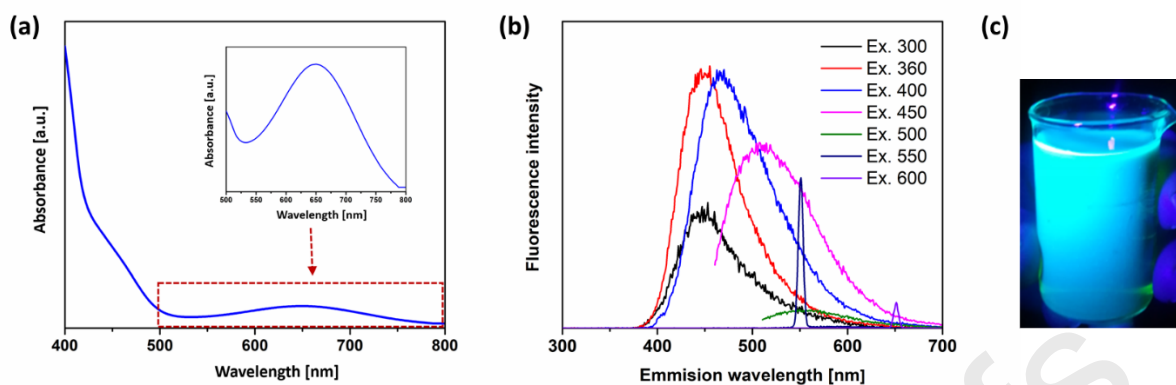 (a)
Absorbance [a.u.]
400 500 600 700 800
Wavelength [nm]
Absorbance [a.u.]
500 550 600 650 700 750 800
Wavelength [nm]
(b)
Fluorescence intensity
Ex. 300
Ex. 360
Ex. 400
Ex. 450
Ex. 500
Ex. 550
Ex. 600
300 400 500 600 700
Emmision wavelength [nm]
(c)